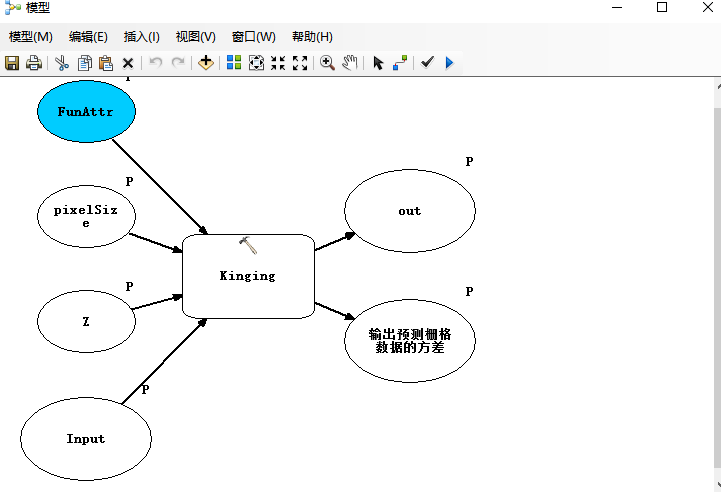 模型
模型(M) 编辑(E) 插入(I) 视图(V) 窗口(W) 帮助(H)
P
FunAttr
P
pixelSiz
e
P
Z
P
Input
Kinging
P
out
P
输出预测栅格
数据的方差